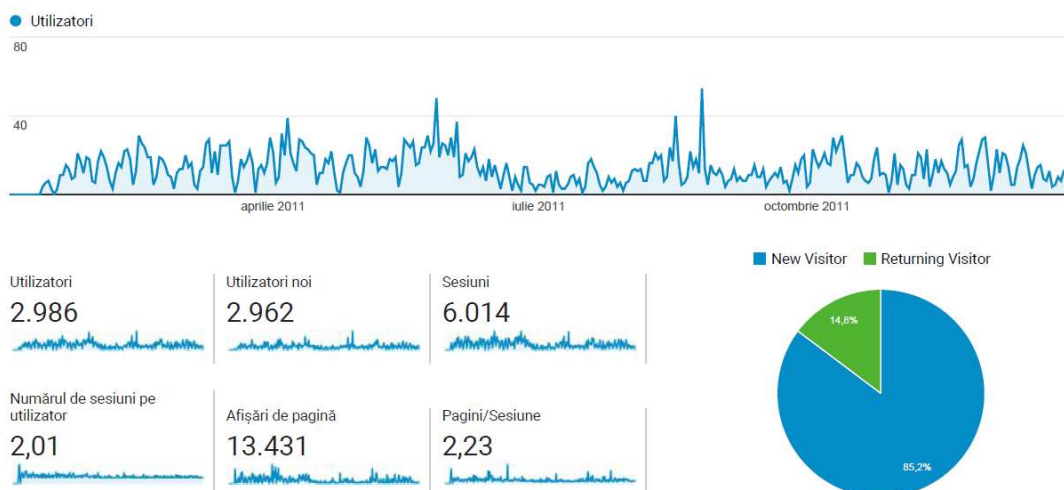 Utilizatori
80
40
aprilie 2011
iulie 2011
octombrie 2011
New Visitor
Returning Visitor
Utilizatori
2.986
Utilizatori noi
2.962
Sesiuni
6.014
Numărul de sesiuni pe
utilizator
2,01
Afișări de pagină
13.431
Pagini/Sesiune
2,23
14,8%
85,2%